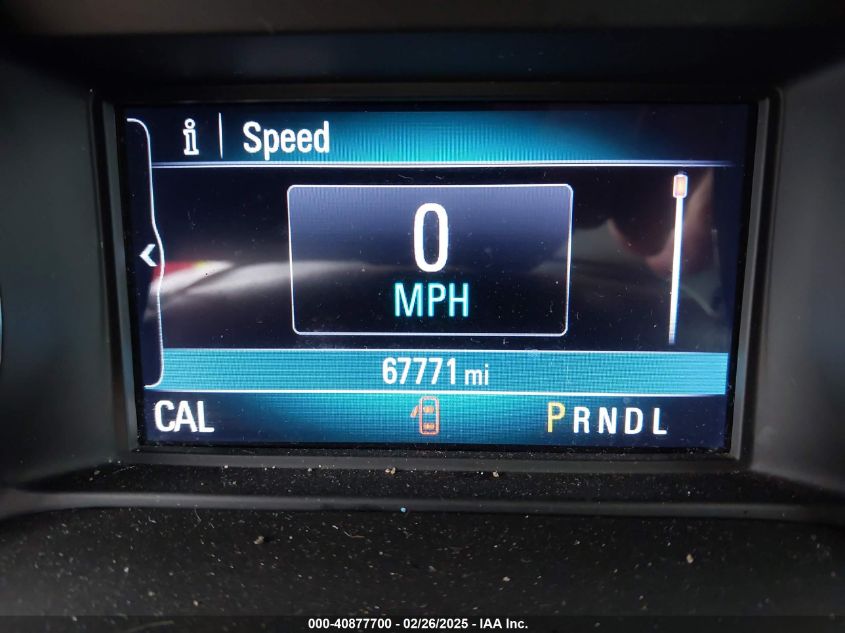 i Speed
0
MPH
67771 mi
CAL PRNDL
000-40877700 - 02/26/2025 - IAA Inc.